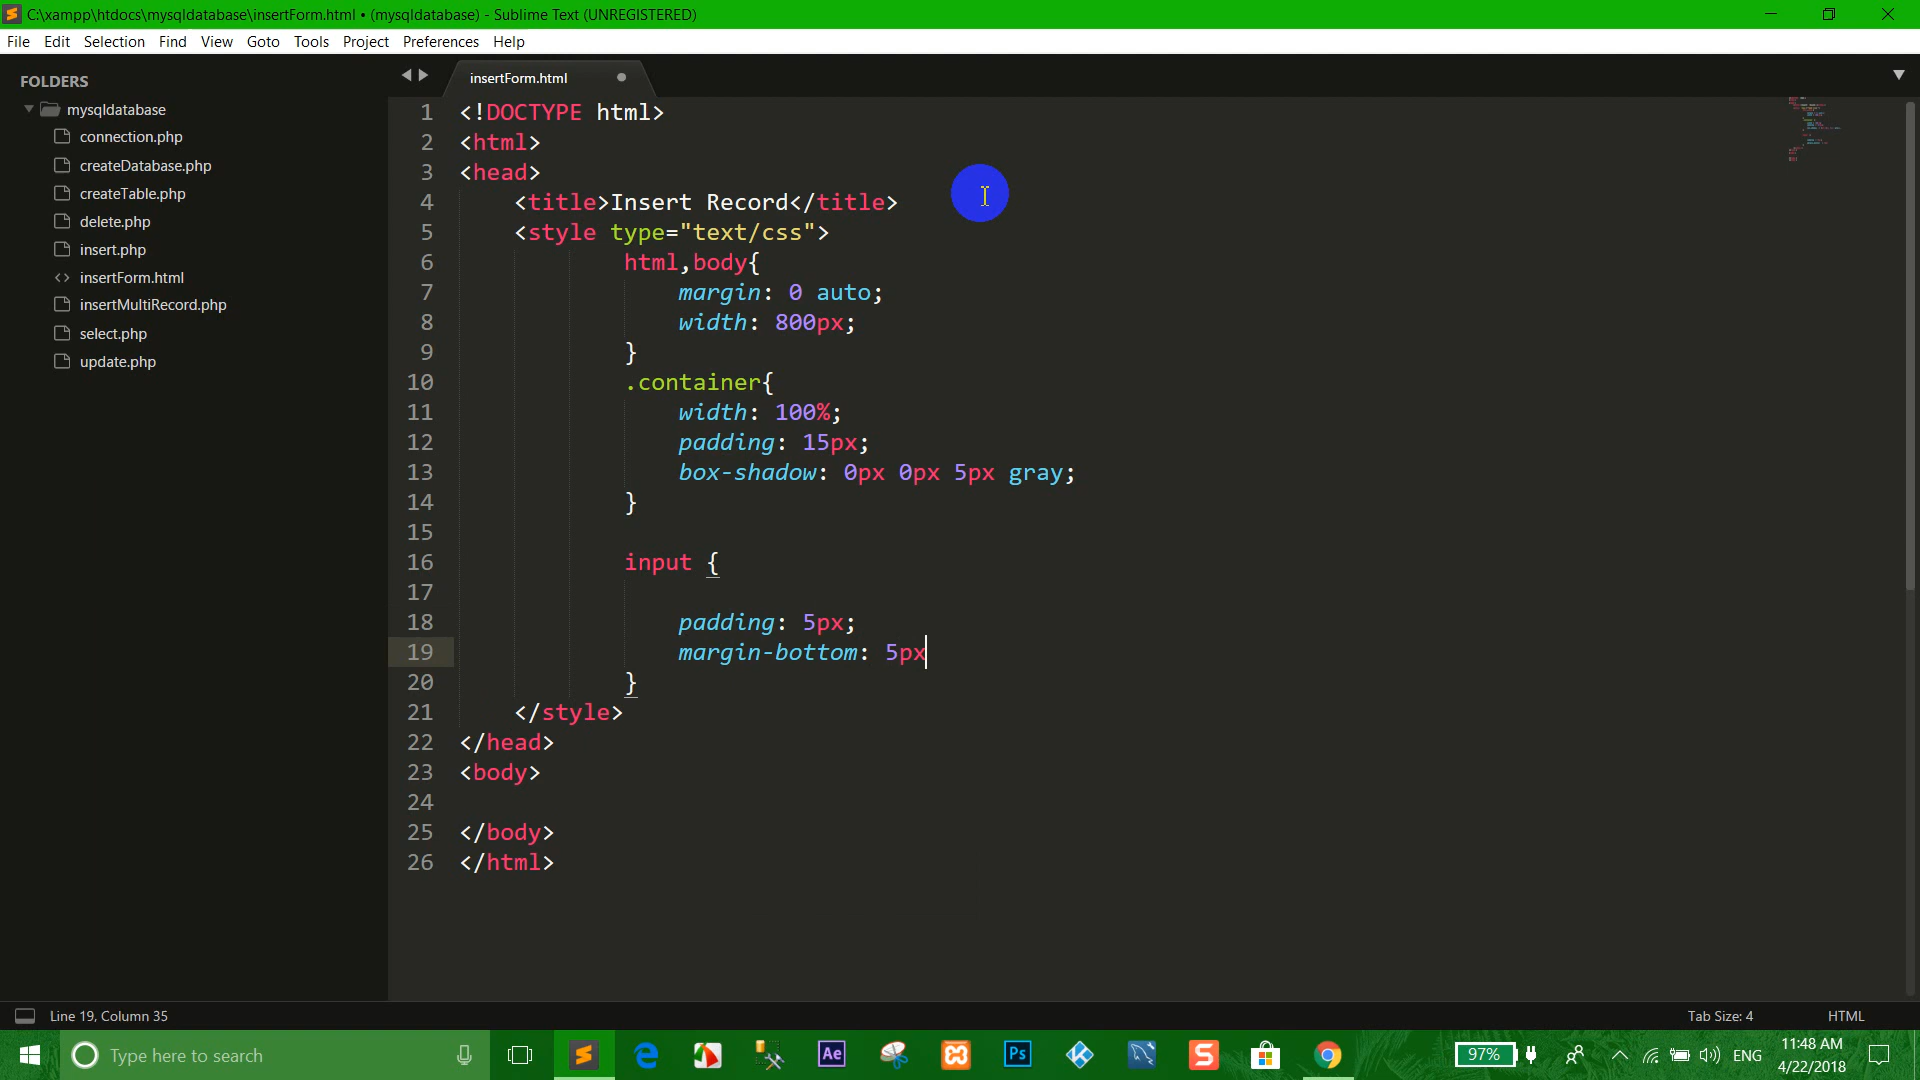 C:\xampp\htdocs\mysqldatabase\insertForm.html • (mysqldatabase) - Sublime Text (UNREGISTERED)
File Edit Selection Find View Goto Tools Project Preferences Help
FOLDERS
mysqldatabase
connection.php
createDatabase.php
createTable.php
delete.php
insert.php
<> insertForm.html
insertMultiRecord.php
select.php
update.php
insertForm.html
1 <!DOCTYPE html>
2 <html>
3 <head>
4 <title>Insert Record</title>
5 <style type="text/css">
6 html,body{
7 margin: 0 auto;
8 width: 800px;
9 }
10 .container{
11 width: 100%;
12 padding: 15px;
13 box-shadow: 0px 0px 5px gray;
14 }
15
16 input {
17
18 padding: 5px;
19 margin-bottom: 5px
20 }
21 </style>
22 </head>
23 <body>
24
25 </body>
26 </html>
Line 19, Column 35
Tab Size: 4
HTML
Type here to search
Ae
Ps
97%
ENG
11:48 AM
4/22/2018